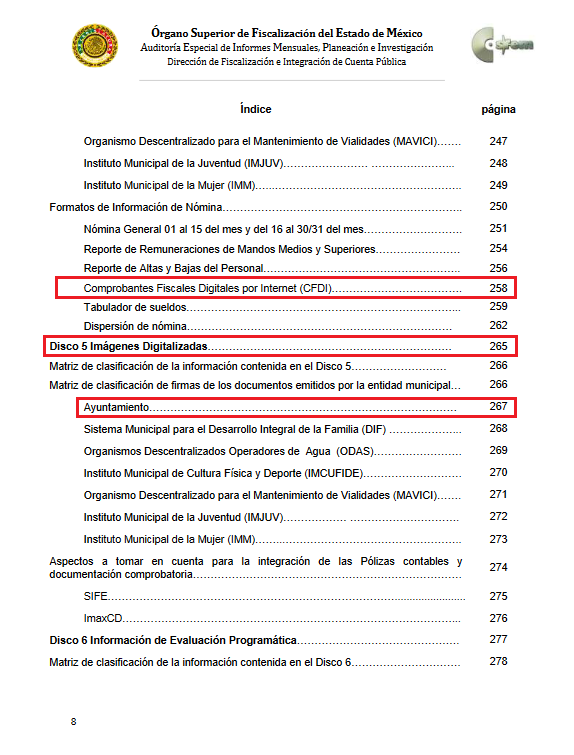 Órgano Superior de Fiscalización del Estado de México
Auditoría Especial de Informes Mensuales, Planeación e Investigación
Dirección de Fiscalización e Integración de Cuenta Pública
Índice página
Organismo Descentralizado para el Mantenimiento de Vialidades (MAVICI)……. 247
Instituto Municipal de la Juventud (IMJUV)………………… …………………... 248
Instituto Municipal de la Mujer (IMM)……..………………………………………. 249
Formatos de Información de Nómina……………………………………………………. 250
Nómina General 01 al 15 del mes y del 16 al 30/31 del mes…………………… 251
Reporte de Remuneraciones de Mandos Medios y Superiores………………… 254
Reporte de Altas y Bajas del Personal…………………………………………. 256
Comprobantes Fiscales Digitales por Internet (CFDI)………………………….. 258
Tabulador de sueldos…………………………………………………………….. 259
Dispersión de nómina………………………………………………………… 262
Disco 5 Imágenes Digitalizadas…………………………………………………… 265
Matriz de clasificación de la información contenida en el Disco 5…………………… 266
Matriz de clasificación de firmas de los documentos emitidos por la entidad municipal… 266
Ayuntamiento…………………………………………………………………… 267
Sistema Municipal para el Desarrollo Integral de la Familia (DIF) ……………... 268
Organismos Descentralizados Operadores de Agua (ODAS)…………………… 269
Instituto Municipal de Cultura Física y Deporte (IMCUFIDE)…………………… 270
Organismo Descentralizado para el Mantenimiento de Vialidades (MAVICI)……. 271
Instituto Municipal de la Juventud (IMJUV)…………… ………………………. 272
Instituto Municipal de la Mujer (IMM)……..……………………………………… 273
Aspectos a tomar en cuenta para la integración de las Pólizas contables y
documentación comprobatoria…………………………………………………………… 274
SIFE……………………………………………………………………………….. 275
ImaxCD…………………………………………………………………………….. 276
Disco 6 Información de Evaluación Programática…………………………………. 277
Matriz de clasificación de la información contenida en el Disco 6……………………… 278
8